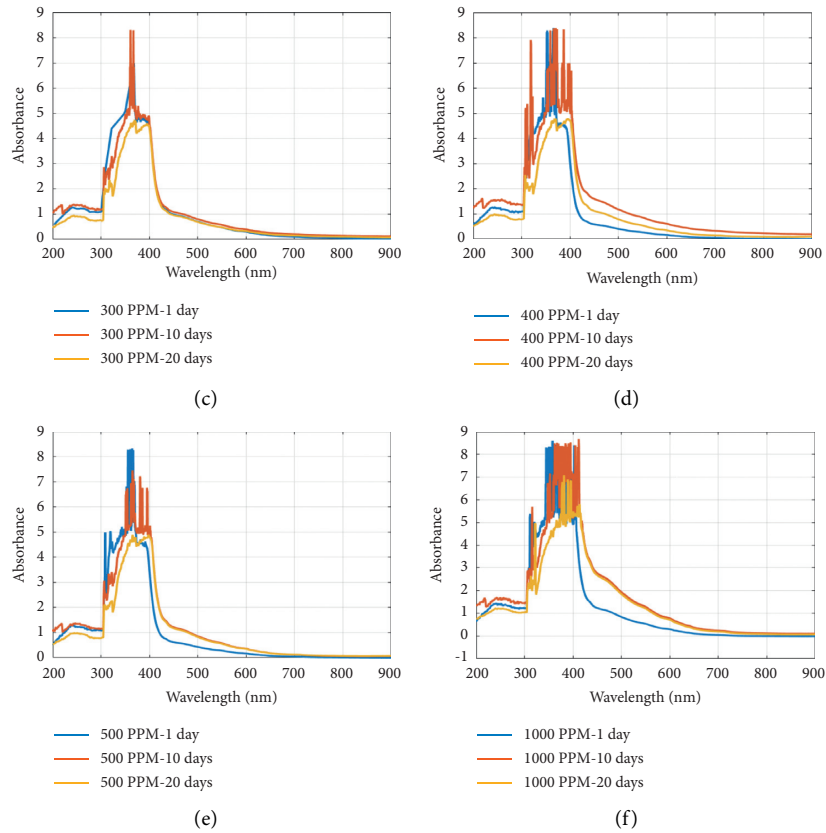 9
8
7
6
5
4
3
2
1
0
Absorbance
200 300 400 500 600 700 800 900
Wavelength (nm)
300 PPM-1 day
300 PPM-10 days
300 PPM-20 days
(c)
9
8
7
6
5
4
3
2
1
0
Absorbance
200 300 400 500 600 700 800 900
Wavelength (nm)
400 PPM-1 day
400 PPM-10 days
400 PPM-20 days
(d)
9
8
7
6
5
4
3
2
1
0
Absorbance
200 300 400 500 600 700 800 900
Wavelength (nm)
500 PPM-1 day
500 PPM-10 days
500 PPM-20 days
(e)
9
8
7
6
5
4
3
2
1
0
-1
Absorbance
200 300 400 500 600 700 800 900
Wavelength (nm)
1000 PPM-1 day
1000 PPM-10 days
1000 PPM-20 days
(f)